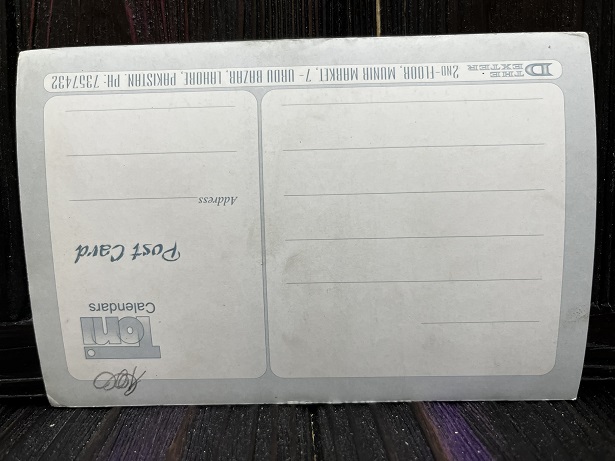 Toni
Calendars
Post Card
Address
THE
DEXTER
2ND-FLOOR, MUNIR MARKET, 7 - URDU BAZAR, LAHORE, PAKISTAN. PH: 7357432